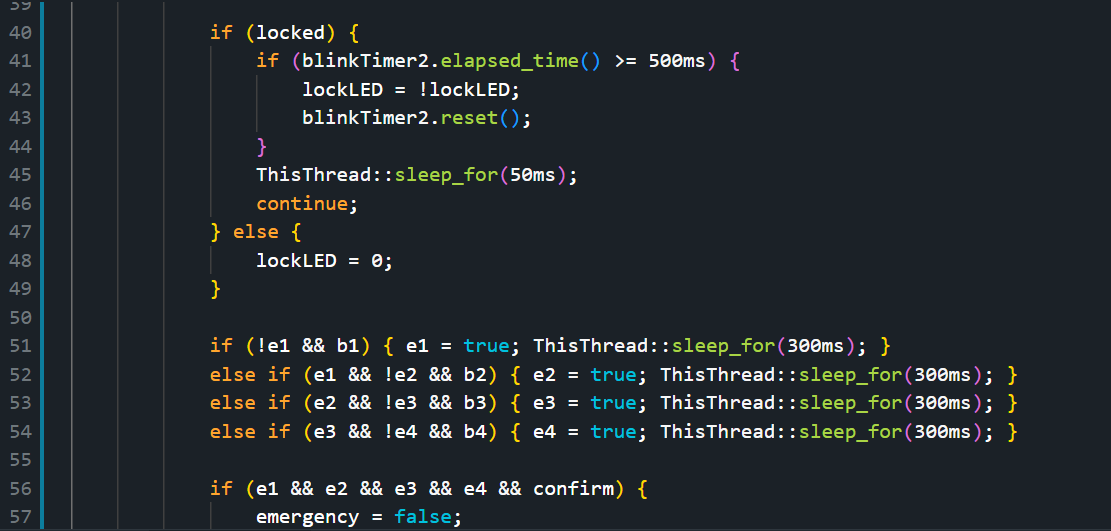 39
40 if (locked) {
41 if (blinkTimer2.elapsed_time() >= 500ms) {
42 lockLED = !lockLED;
43 blinkTimer2.reset();
44 }
45 ThisThread::sleep_for(50ms);
46 continue;
47 } else {
48 lockLED = 0;
49 }
50
51 if (!e1 && b1) { e1 = true; ThisThread::sleep_for(300ms); }
52 else if (e1 && !e2 && b2) { e2 = true; ThisThread::sleep_for(300ms); }
53 else if (e2 && !e3 && b3) { e3 = true; ThisThread::sleep_for(300ms); }
54 else if (e3 && !e4 && b4) { e4 = true; ThisThread::sleep_for(300ms); }
55
56 if (e1 && e2 && e3 && e4 && confirm) {
57 emergency = false;